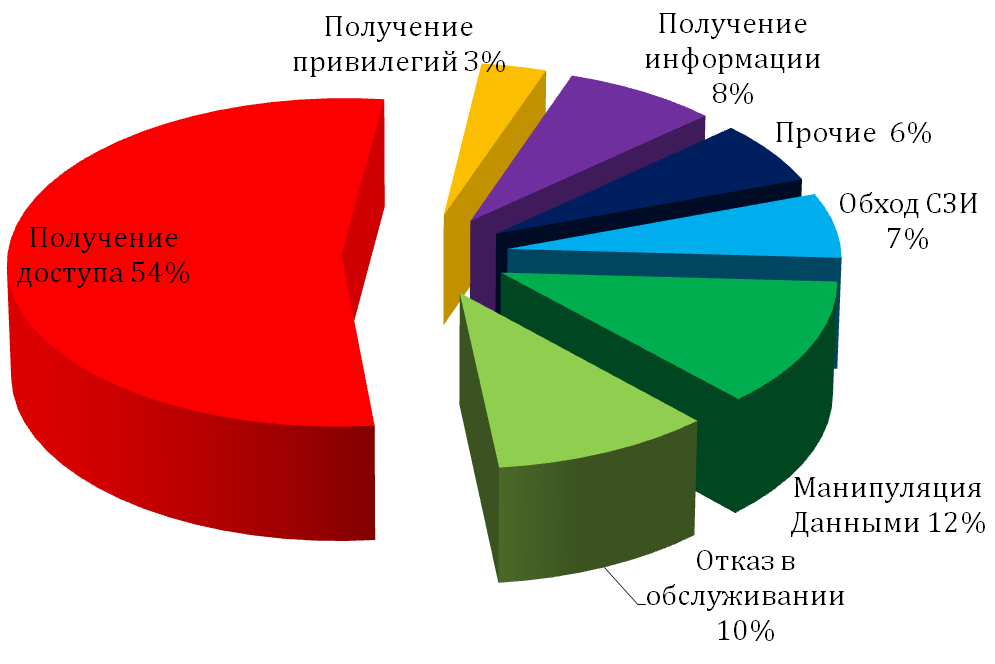 Получение
привилегий 3%
Получение
информации
8%
Прочие 6%
Обход СЗИ
7%
Получение
доступа 54%
Манипуляция
Данными 12%
Отказ в
обслуживании
10%